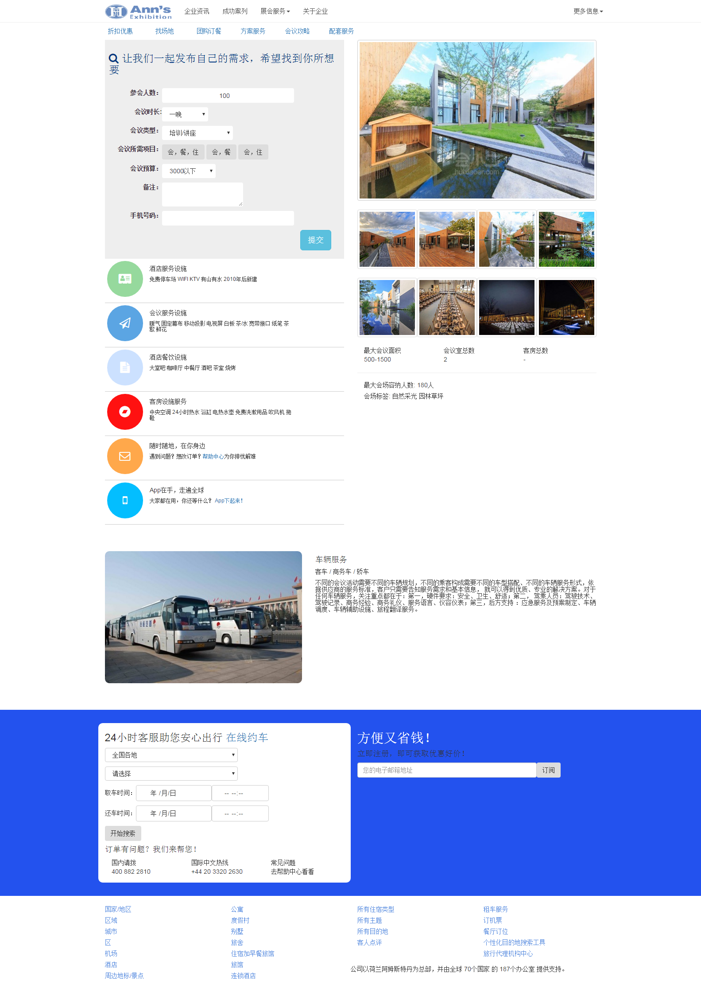 Ann's
Exhibition
企业资讯 成功案列 展会服务 关于企业 更多信息
折扣优惠 找场地 团购订餐 方案服务 会议攻略 配套服务
让我们一起发布自己的需求，希望找到你所想
要
参会人数： 100
会议时长: 一晚
会议类型： 培训/讲座
会议所需项目： 会，餐，住 会，餐 会，住
会议预算： 3000以下
备注：
手机号码：
提交
会小二
huixiaoer.com
酒店服务设施
免费停车场 WIFI KTV 有山有水 2010年后新建
会议服务设施
暖气 固定幕布 移动投影 电视屏 白板 茶/水 宽带接口 纸笔 茶
歇 鲜花
酒店餐饮设施
大堂吧 咖啡厅 中餐厅 酒吧 茶室 烧烤
客房设施服务
中央空调 24小时热水 浴缸 电热水壶 免费洗漱用品 吹风机 拖
鞋
随时随地，在你身边
遇到问题？想改订单？帮助中心为你排忧解难
App在手，走遍全球
大家都在用，你还等什么？ App下起来！
最大会议面积 会议室总数 客房总数
500-1500 2 -
最大会场容纳人数: 180人
会场标签: 自然采光 园林草坪
车辆服务
客车 / 商务车 / 轿车
不同的会议活动需要不同的车辆规划，不同的乘客构成需要不同的车型搭配、不同的车辆服务形式，依
据供应商的服务标准，客户只需要告知服务需求和基本信息， 就可以得到优质、专业的解决方案。对于
任何车辆服务，关注重点都在于：第一，硬件要求：安全、卫生、舒适；第二， 驾乘人员：驾驶技术、
驾驶记录、商务经验、商务礼仪、服务语言、仪容仪表；第三，后方支持 ：应急服务及预案制定、车辆
调度、车辆辅助设施、旅程翻译服务。
24小时客服助您安心出行 在线约车
全国各地
请选择
取车时间： 年 /月/日 -- --:--
还车时间： 年 /月/日 -- --:--
开始搜索
订单有问题？我们来帮您！
国内请拨 国际中文热线 常见问题
400 882 2810 +44 20 3320 2630 去帮助中心看看
方便又省钱！
立即注册，即可获取优惠好价！
您的电子邮箱地址 订阅
国家/地区 公寓 所有住宿类型 租车服务
区域 度假村 所有主题 订机票
城市 别墅 所有目的地 餐厅订位
区 旅舍 客人点评 个性化目的地搜索工具
机场 住宿加早餐旅馆 旅行代理机构中心
酒店 旅馆
公司以荷兰阿姆斯特丹为总部，并由全球 70个国家 的 187个办公室 提供支持。
周边地标/景点 连锁酒店